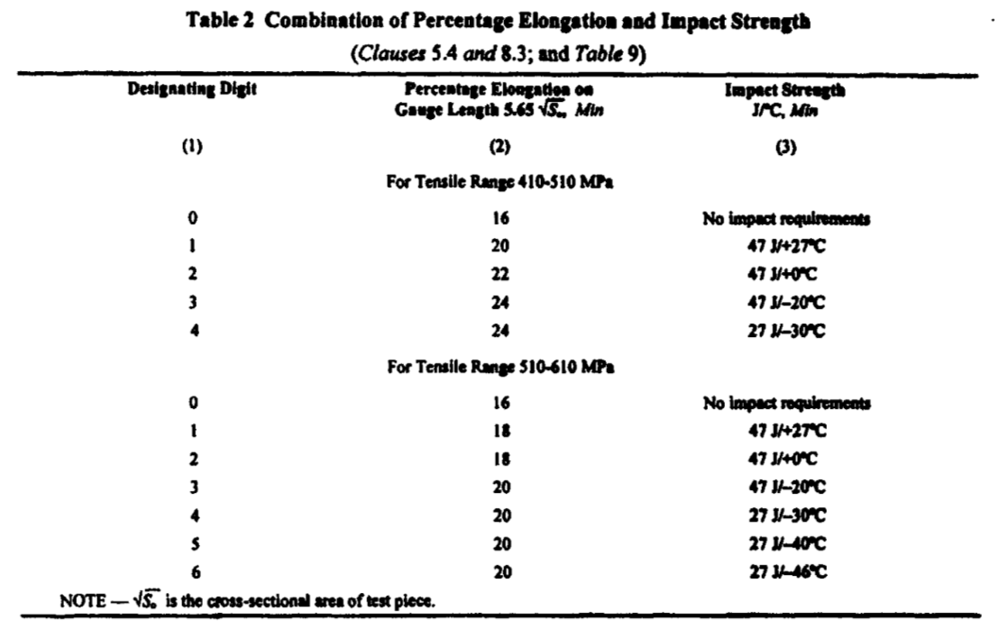 Table 2 Combination of Percentage Elongation and Impact Strength
(Clauses 5.4 and 8.3; and Table 9)
Designating Digit Percentage Elongation on Gauge Length 5.65 √S₀, Min Impact Strength J/°C, Min
(1) (2) (3)
For Tensile Range 410-510 MPa
0 16 No impact requirements
1 20 47 J/+27°C
2 22 47 J/+0°C
3 24 47 J/–20°C
4 24 27 J/–30°C
For Tensile Range 510-610 MPa
0 16 No impact requirements
1 18 47 J/+27°C
2 18 47 J/+0°C
3 20 47 J/–20°C
4 20 27 J/–30°C
5 20 27 J/–40°C
6 20 27 J/–46°C
NOTE — √S₀ is the cross-sectional area of test piece.